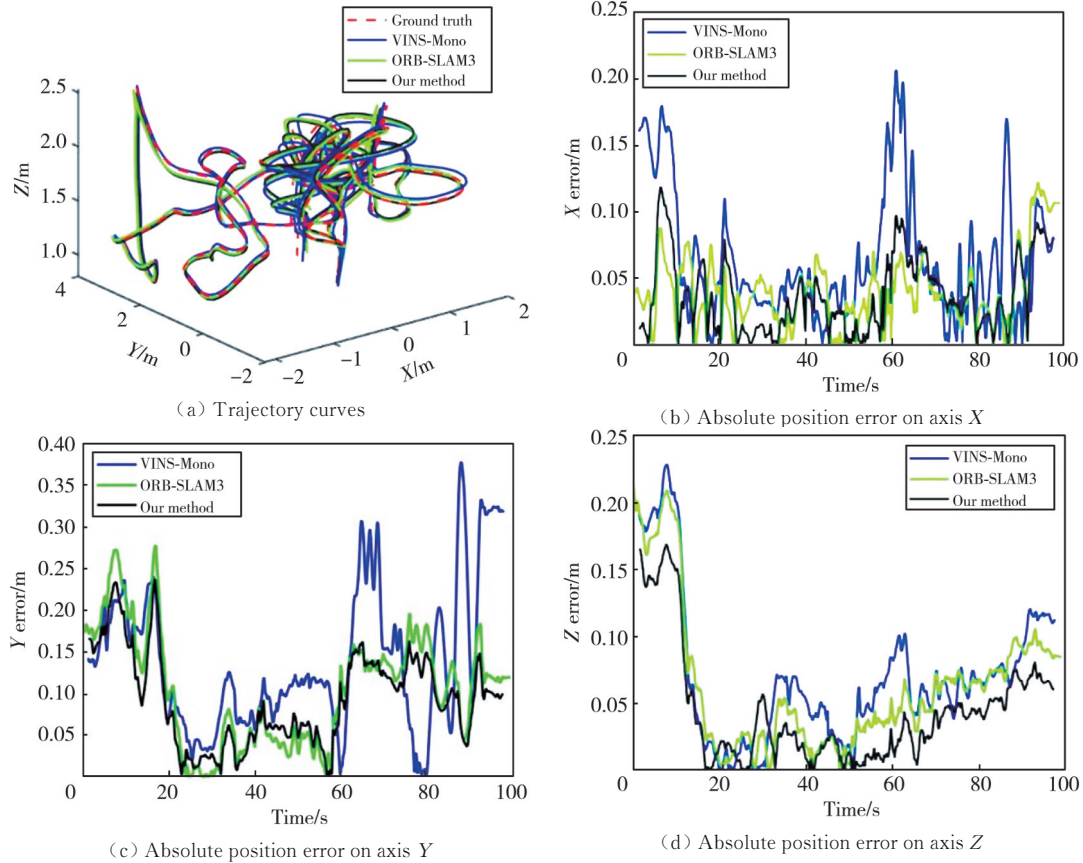 Ground truth
VINS-Mono
ORB-SLAM3
Our method
2.5
2.0
1.5
1.0
Z/m
4
2
0
−2
Y/m
−2
−1
0
1
2
X/m
(a) Trajectory curves
0.25
0.20
0.15
0.10
0.05
X error/m
VINS-Mono
ORB-SLAM3
Our method
0 20 40 60 80 100
Time/s
(b) Absolute position error on axis X
0.40
0.35
0.30
0.25
0.20
0.15
0.10
0.05
Y error/m
VINS-Mono
ORB-SLAM3
Our method
0 20 40 60 80 100
Time/s
(c) Absolute position error on axis Y
0.25
0.20
0.15
0.10
0.05
Z error/m
VINS-Mono
ORB-SLAM3
Our method
0 20 40 60 80 100
Time/s
(d) Absolute position error on axis Z